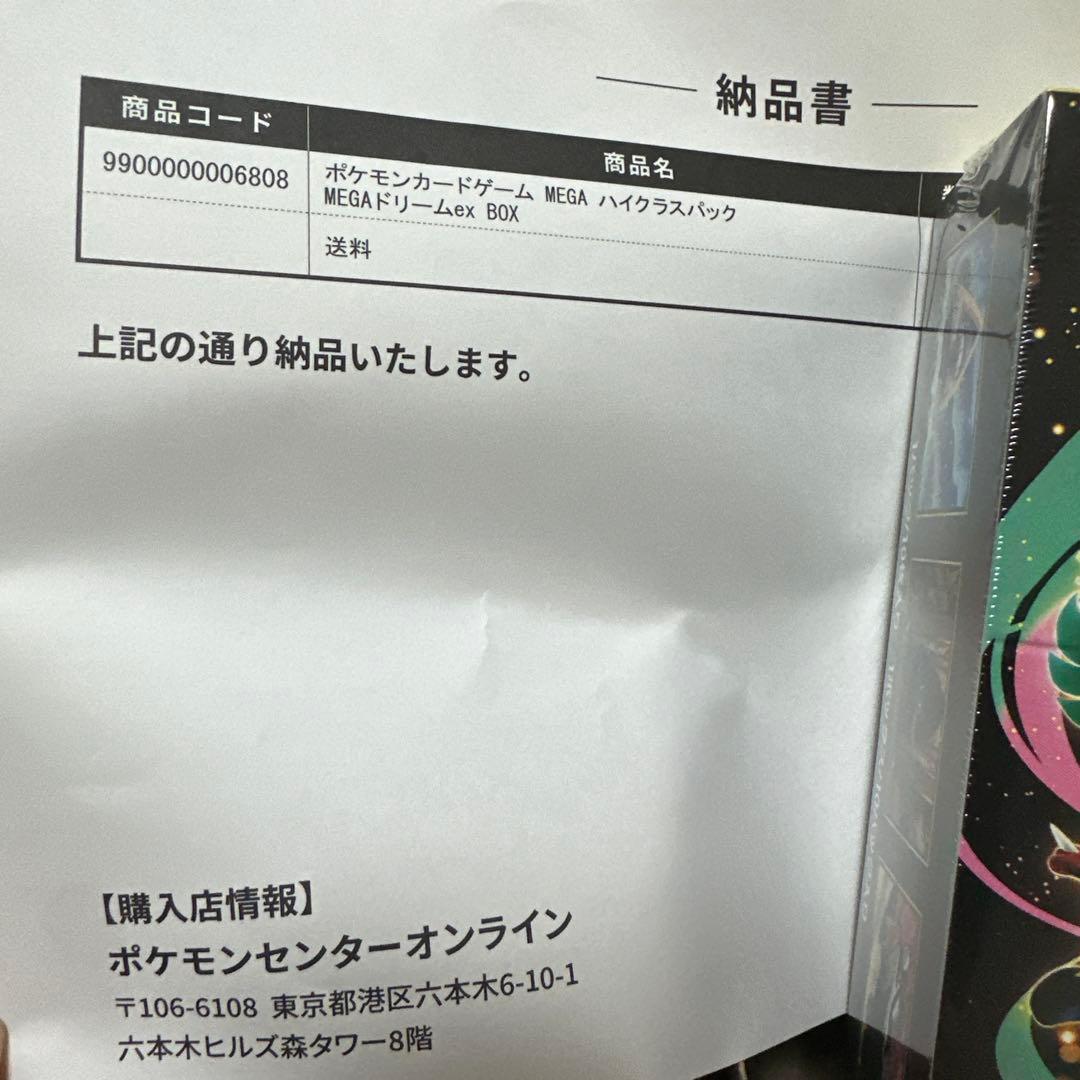 納品書
商品コード
商品名
9900000006808
ポケモンカードゲーム MEGA ハイクラスパック
MEGAドリームex BOX
送料
上記の通り納品いたします。
【購入店情報】
ポケモンセンターオンライン
〒106-6108 東京都港区六本木6-10-1
六本木ヒルズ森タワー8階